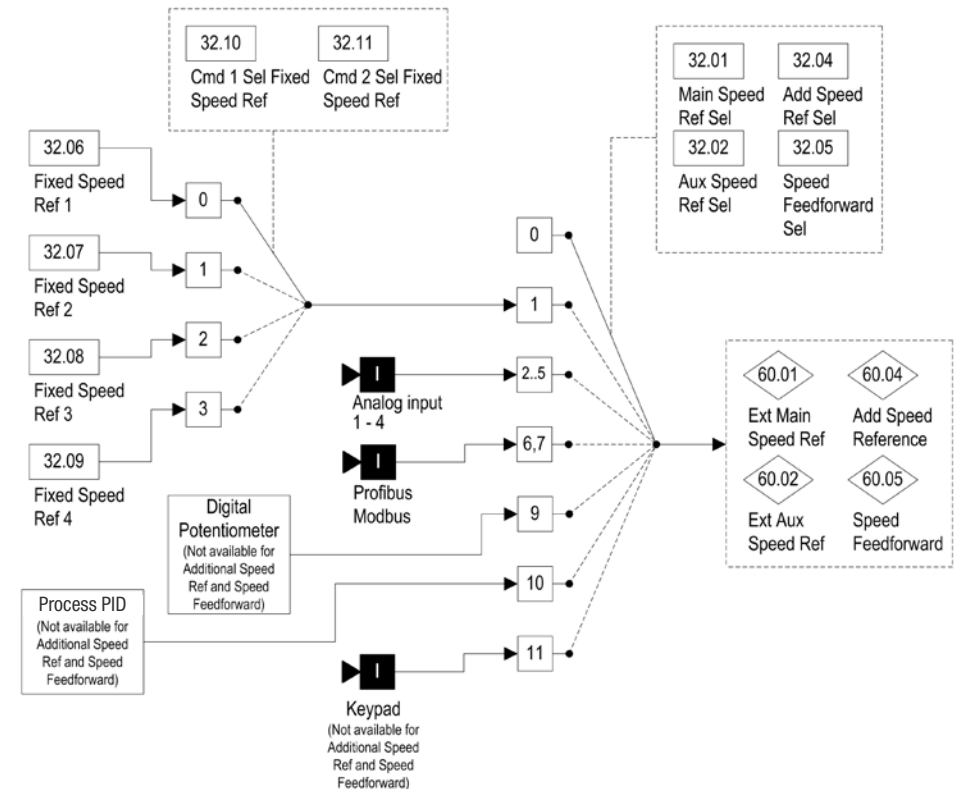 32.10
Cmd 1 Sel Fixed
Speed Ref
32.11
Cmd 2 Sel Fixed
Speed Ref
32.01
Main Speed
Ref Sel
32.04
Add Speed
Ref Sel
32.02
Aux Speed
Ref Sel
32.05
Speed
Feedforward
Sel
32.06
Fixed Speed
Ref 1
0
32.07
Fixed Speed
Ref 2
1
32.08
Fixed Speed
Ref 3
2
32.09
Fixed Speed
Ref 4
3
0
1
I
Analog input
1 - 4
2..5
I
Profibus
Modbus
6,7
Digital
Potentiometer
(Not available for
Additional Speed
Ref and Speed
Feedforward)
9
Process PID
(Not available for
Additional Speed
Ref and Speed
Feedforward)
10
I
Keypad
(Not available for
Additional Speed
Ref and Speed
Feedforward)
11
60.01
Ext Main
Speed Ref
60.04
Add Speed
Reference
60.02
Ext Aux
Speed Ref
60.05
Speed
Feedforward